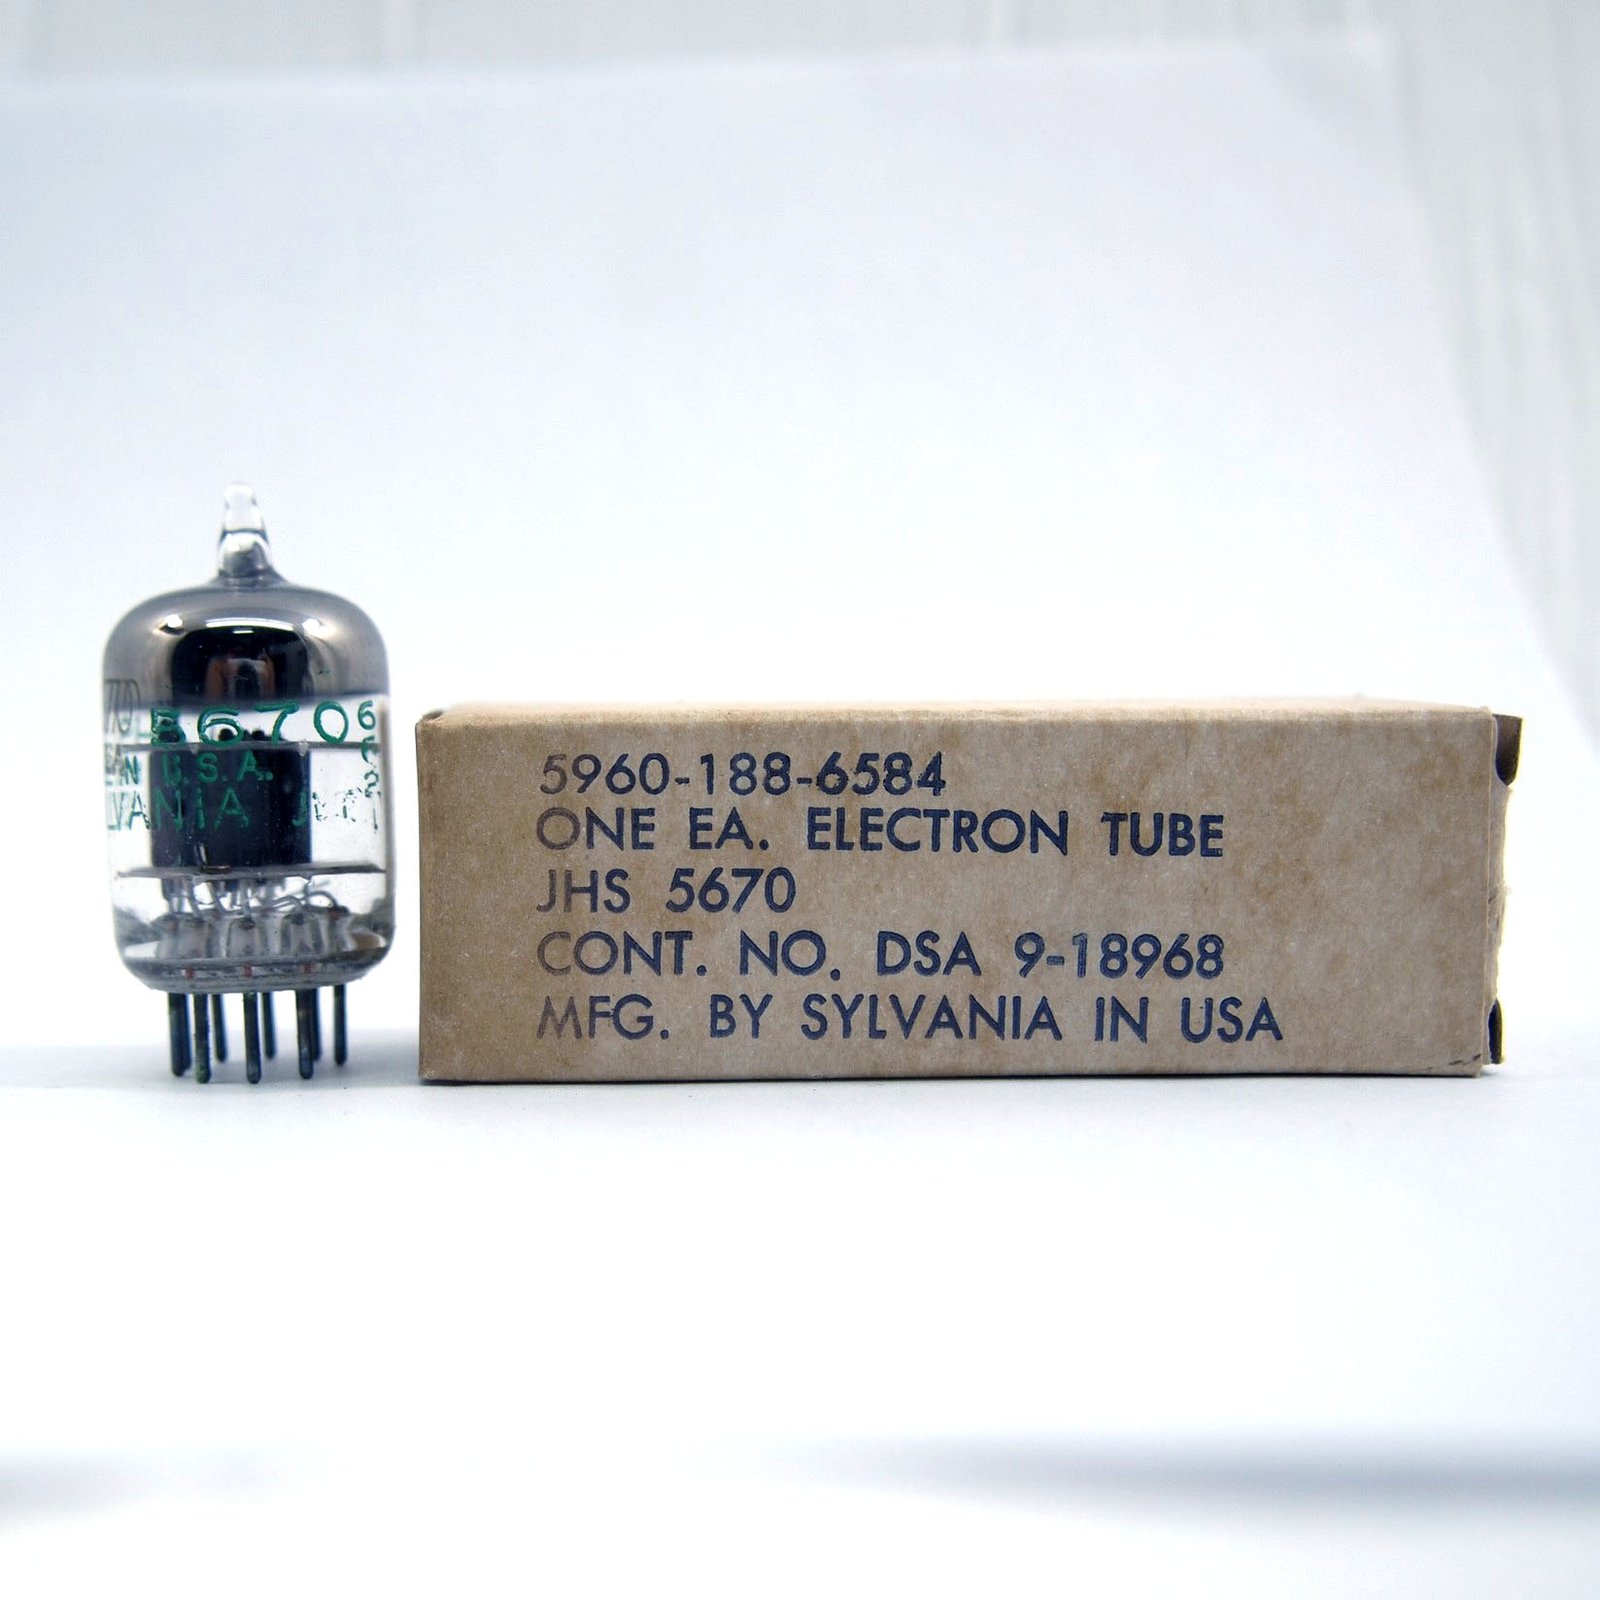 5670
U.S.A.
5960-188-6584
ONE EA. ELECTRON TUBE
JHS 5670
CONT. NO. DSA 9-18968
MFG. BY SYLVANIA IN USA